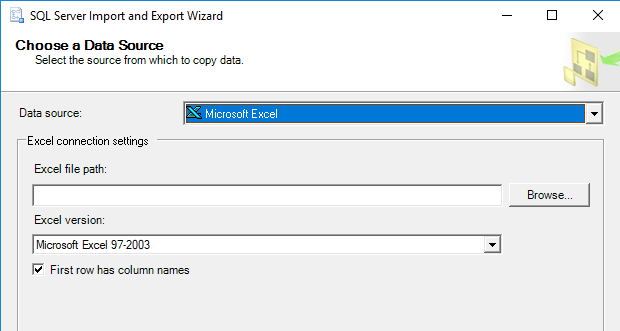 SQL Server Import and Export Wizard
Choose a Data Source
Select the source from which to copy data.
Data source:
Microsoft Excel
Excel connection settings
Excel file path:
Browse...
Excel version:
Microsoft Excel 97-2003
First row has column names